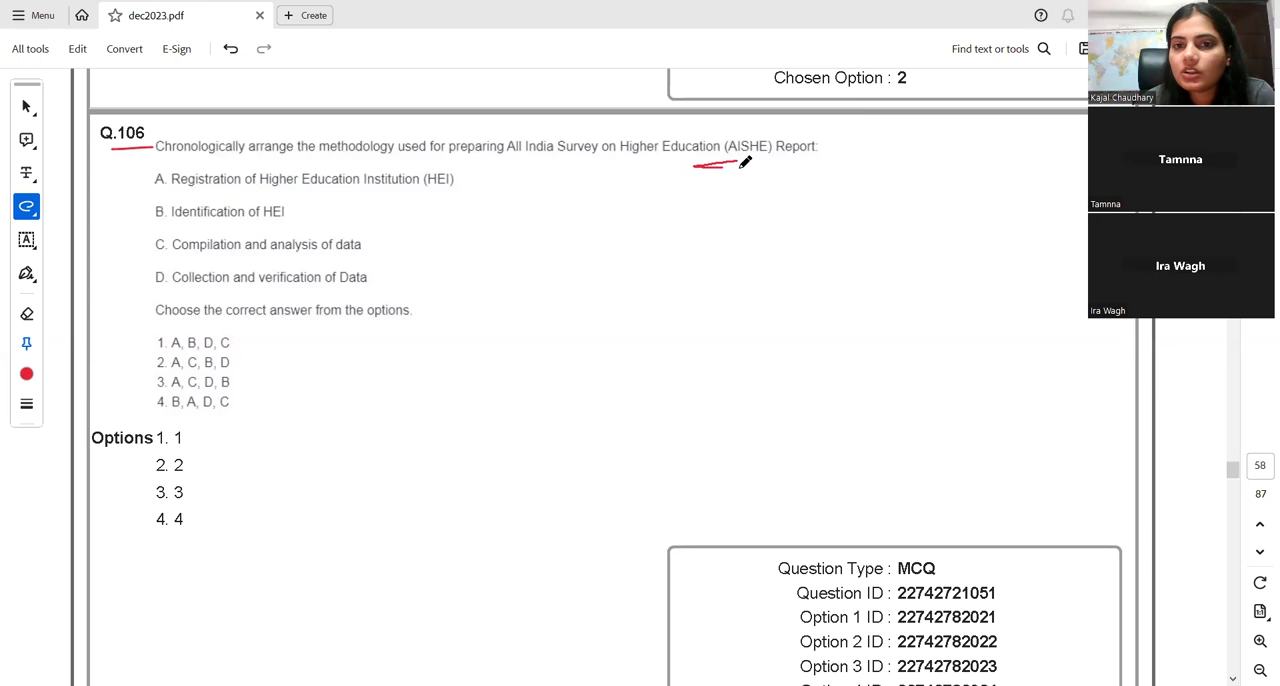 Menu
dec2023.pdf
Create
All tools
Edit
Convert
E-Sign
Find text or tools
Chosen Option : 2
Kajal Chaudhary
Q.106
Chronologically arrange the methodology used for preparing All India Survey on Higher Education (AISHE) Report:
Tamnna
A. Registration of Higher Education Institution (HEI)
Tamnna
B. Identification of HEI
C. Compilation and analysis of data
Ira Wagh
D. Collection and verification of Data
Ira Wagh
Choose the correct answer from the options.
1. A, B, D, C
2. A, C, B, D
3. A, C, D, B
4. B, A, D, C
Options 1. 1
2. 2
3. 3
4. 4
58
87
Question Type : MCQ
Question ID : 22742721051
Option 1 ID : 22742782021
Option 2 ID : 22742782022
Option 3 ID : 22742782023